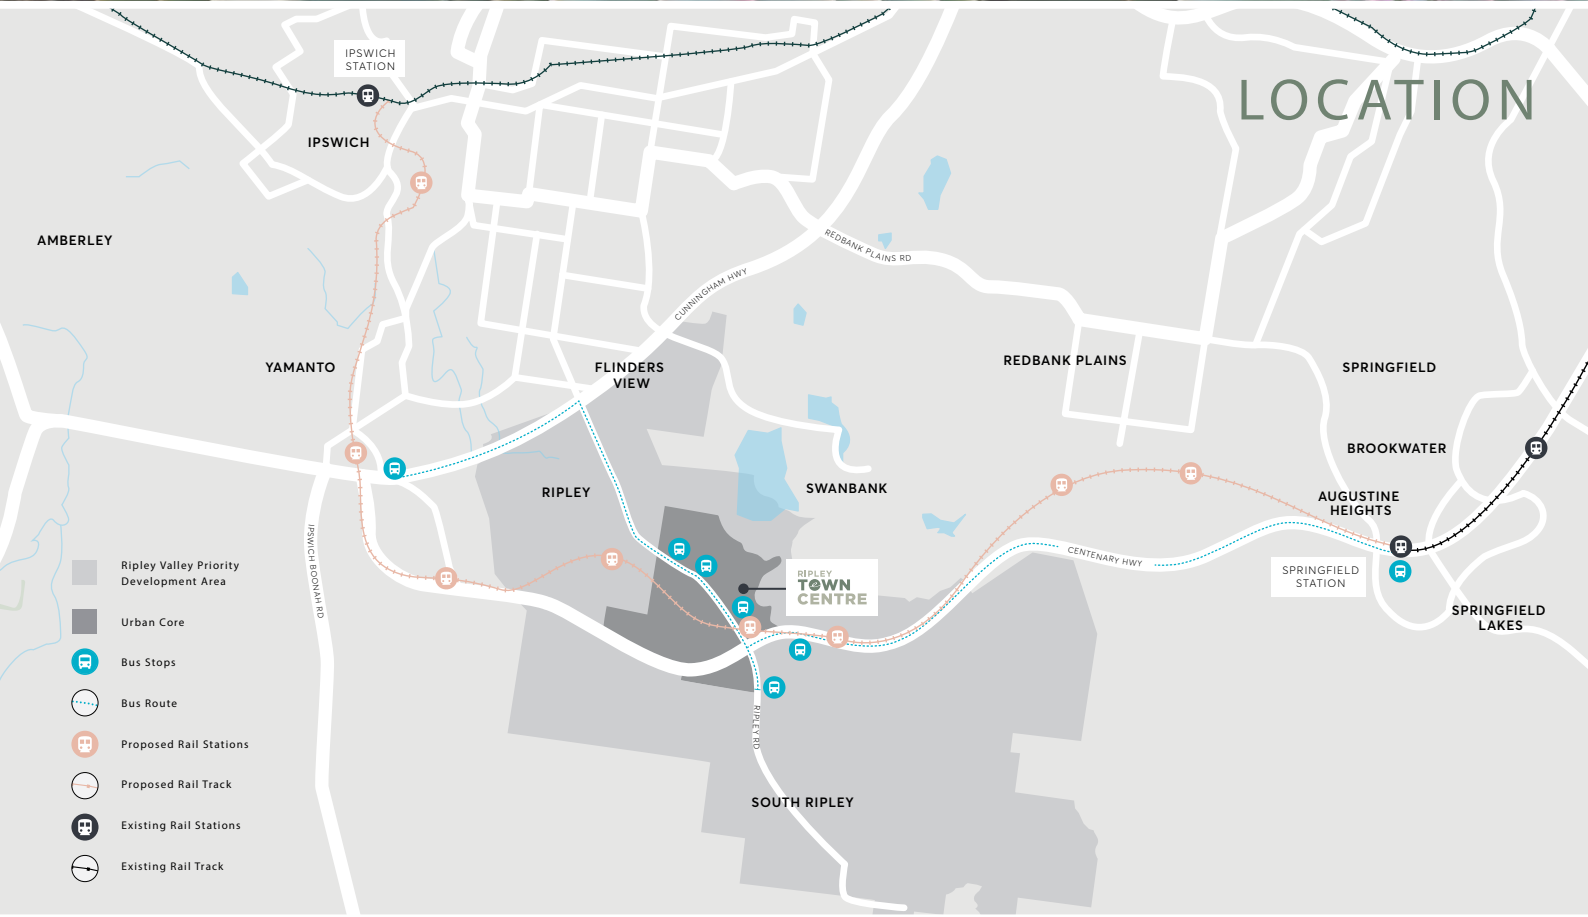 LOCATION
IPSWICH
STATION
IPSWICH
AMBERLEY
REDBANK PLAINS RD
CUNNINGHAM HWY
YAMANTO
FLINDERS
VIEW
REDBANK PLAINS
SPRINGFIELD
BROOKWATER
RIPLEY
SWANBANK
AUGUSTINE
HEIGHTS
IPSWICH BOONAH RD
CENTENARY HWY
RIPLEY
TOWN
CENTRE
SPRINGFIELD
STATION
SPRINGFIELD
LAKES
RIPLEY RD
SOUTH RIPLEY
Ripley Valley Priority
Development Area
Urban Core
Bus Stops
Bus Route
Proposed Rail Stations
Proposed Rail Track
Existing Rail Stations
Existing Rail Track